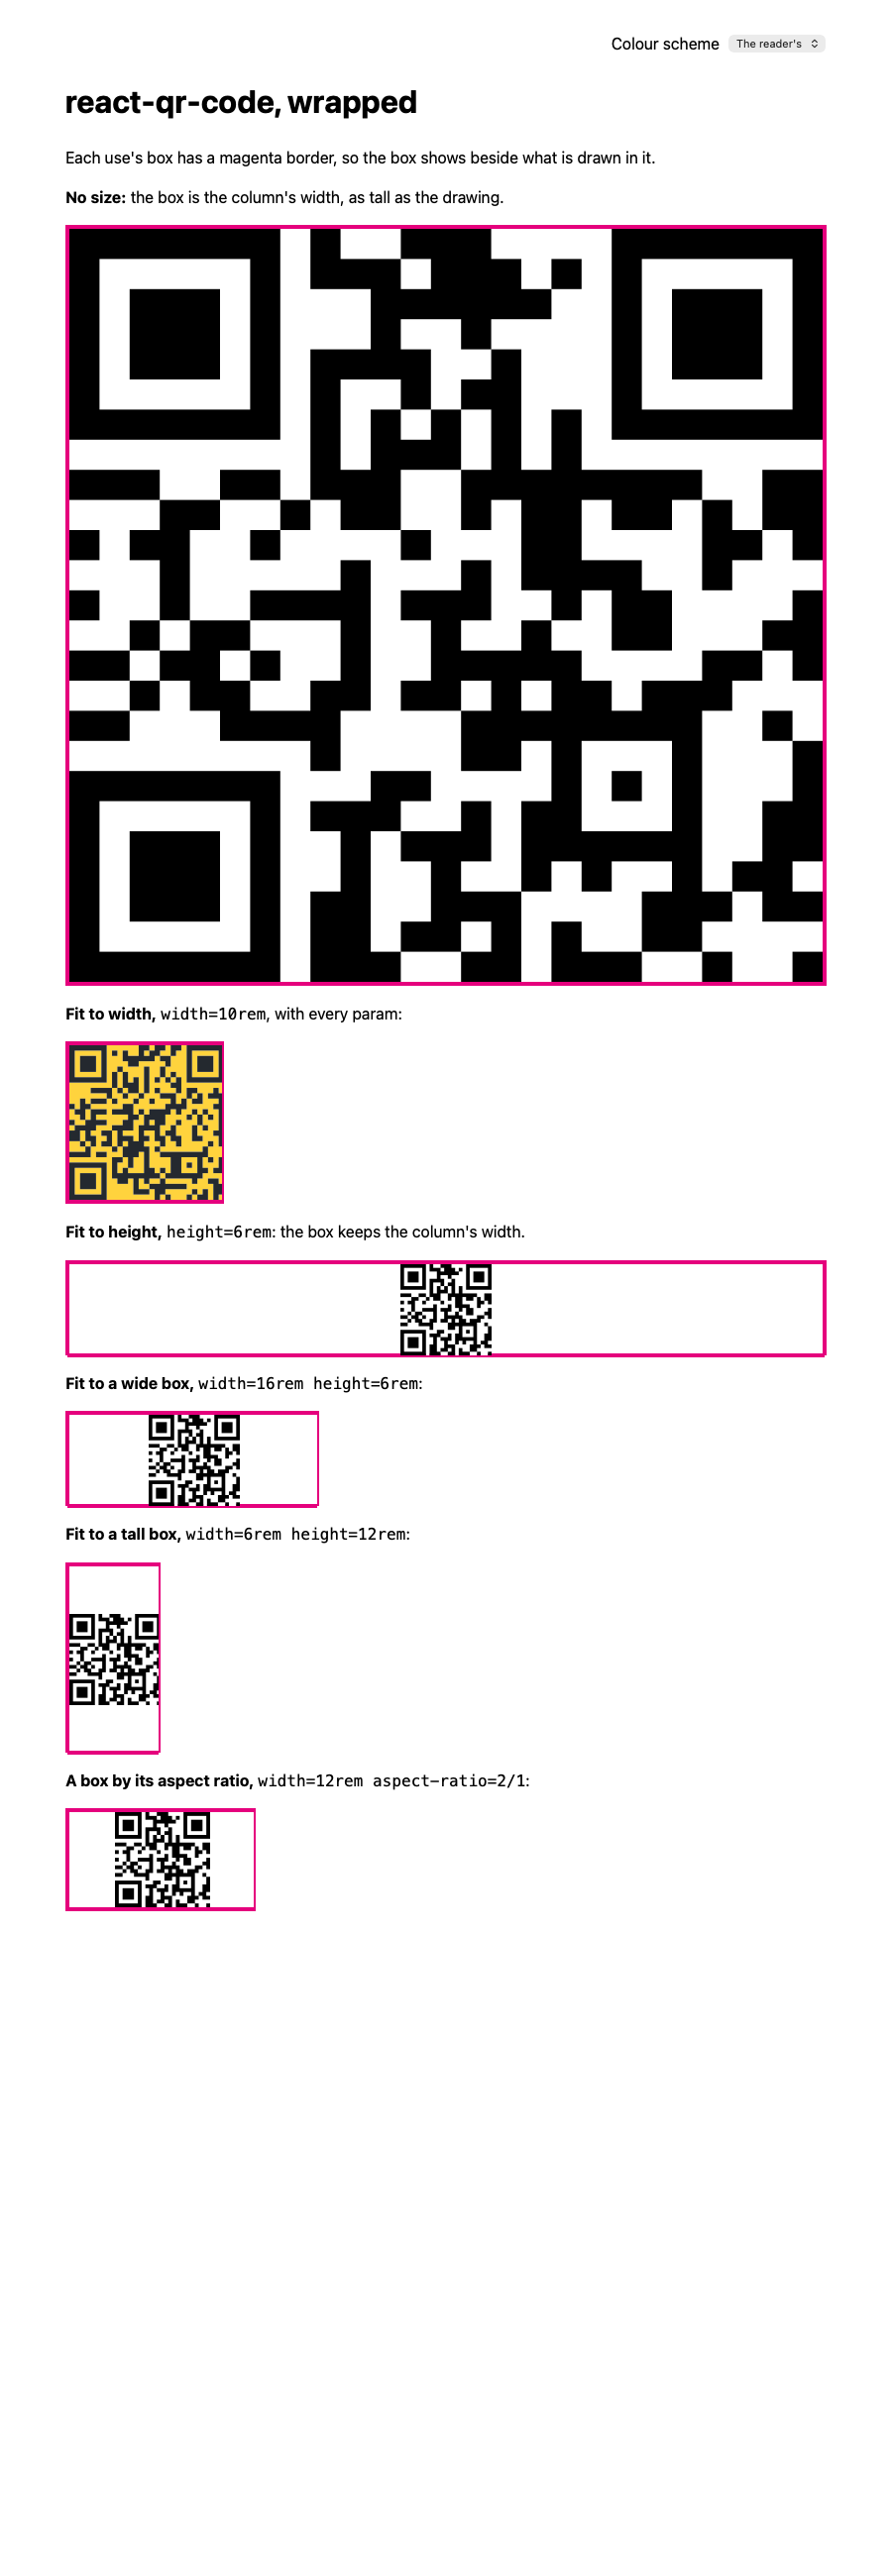 Colour scheme The reader's
react-qr-code, wrapped
Each use's box has a magenta border, so the box shows beside what is drawn in it.
No size: the box is the column's width, as tall as the drawing.
Fit to width, width=10rem, with every param:
Fit to height, height=6rem: the box keeps the column's width.
Fit to a wide box, width=16rem height=6rem:
Fit to a tall box, width=6rem height=12rem:
A box by its aspect ratio, width=12rem aspect-ratio=2/1: